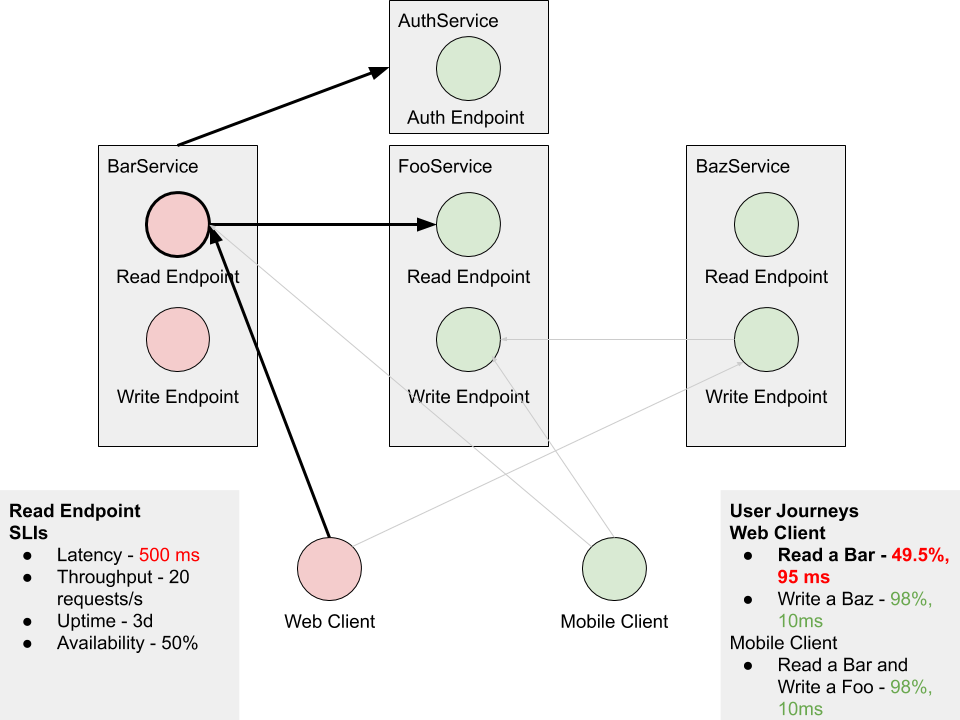 AuthService
Auth Endpoint
BarService
Read Endpoint
Write Endpoint
FooService
Read Endpoint
Write Endpoint
BazService
Read Endpoint
Write Endpoint
Web Client
Mobile Client
Read Endpoint
SLIs
● Latency - 500 ms
● Throughput - 20
requests/s
● Uptime - 3d
● Availability - 50%
User Journeys
Web Client
● Read a Bar - 49.5%,
95 ms
● Write a Baz - 98%,
10ms
Mobile Client
● Read a Bar and
Write a Foo - 98%,
10ms